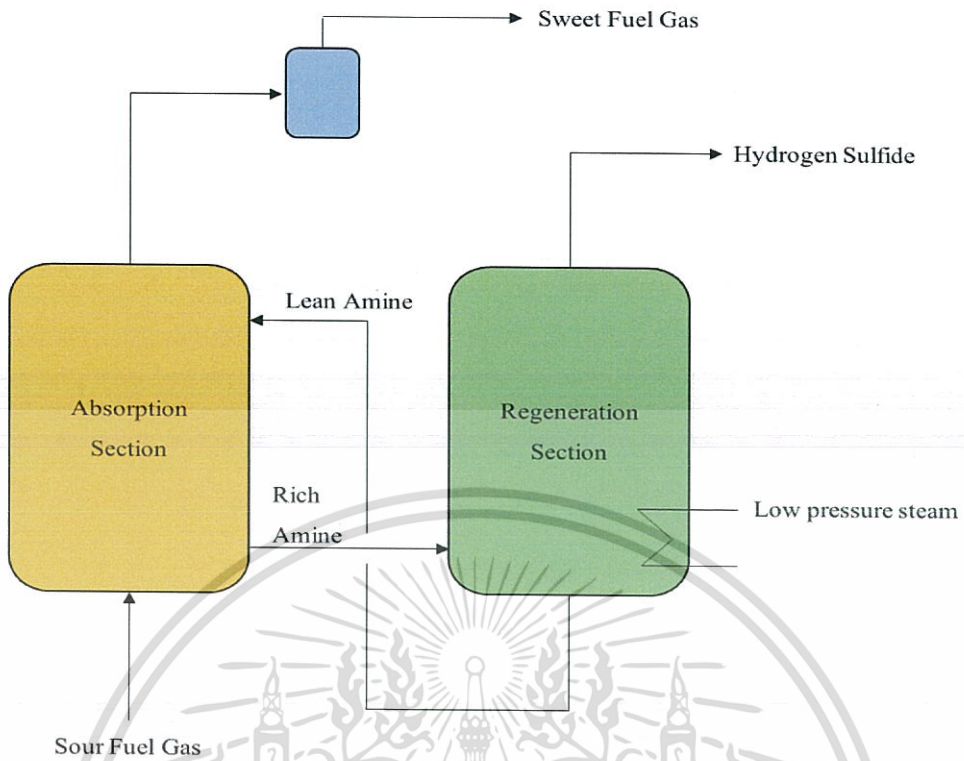 Sweet Fuel Gas
Hydrogen Sulfide
Lean Amine
Absorption
Section
Regeneration
Section
Rich
Amine
Low pressure steam
Sour Fuel Gas